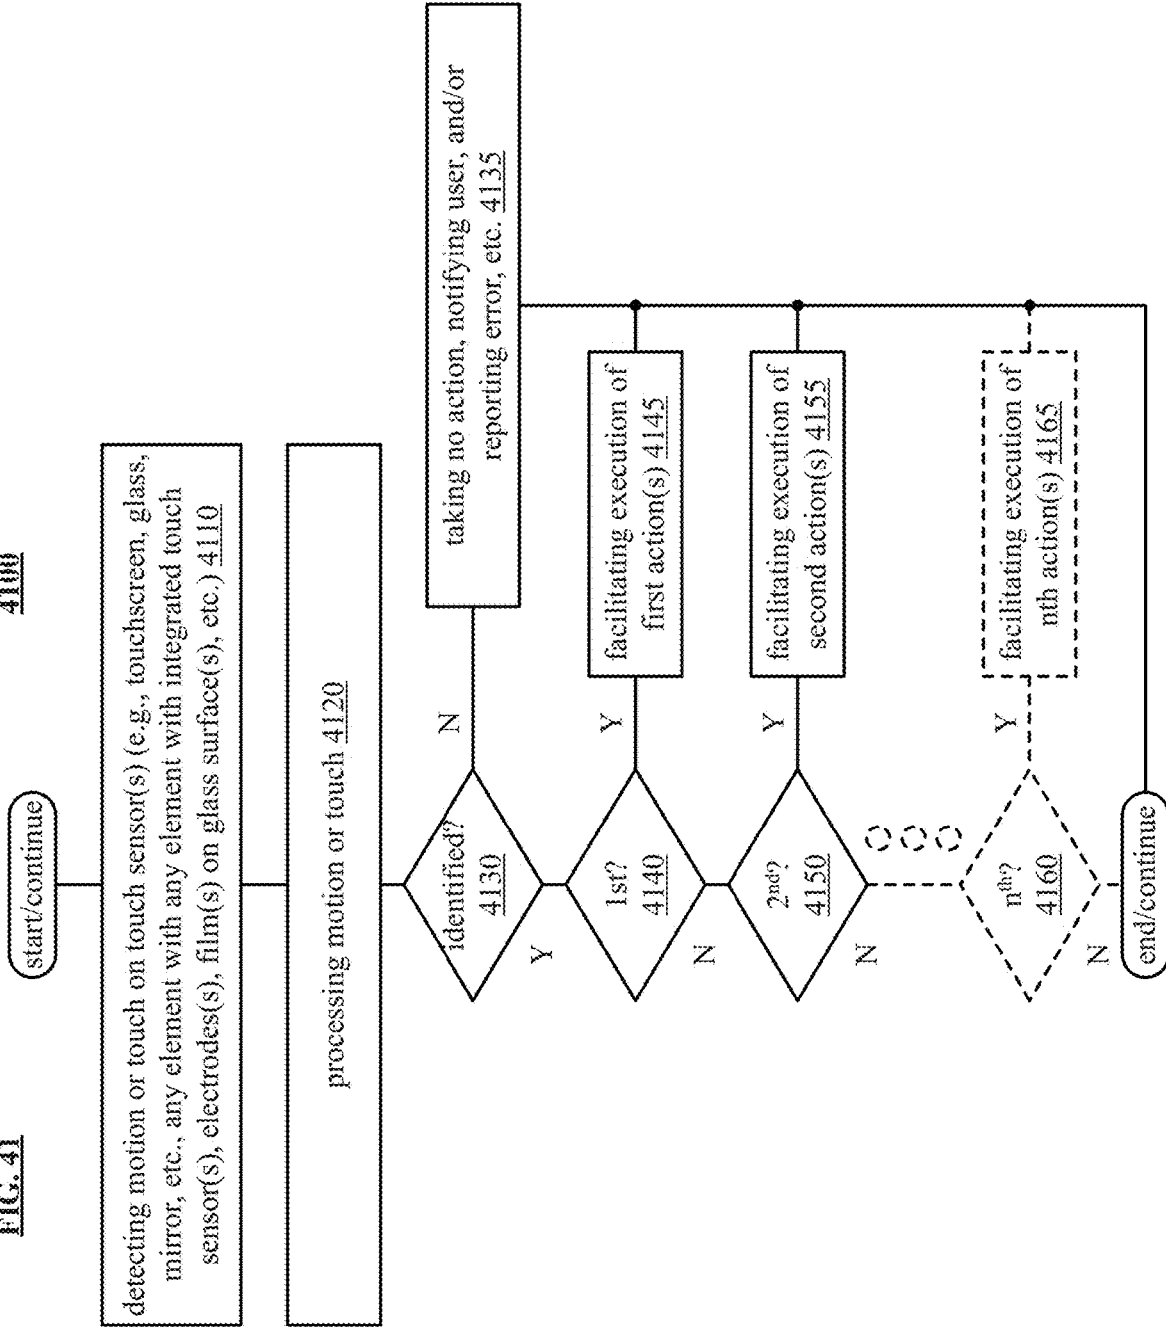 FIG. 41
4100
start/continue
detecting motion or touch on touch sensor(s) (e.g., touchscreen, glass,
mirror, etc., any element with any element with integrated touch
sensor(s), electrodes(s), film(s) on glass surface(s), etc.) 4110
processing motion or touch 4120
identified?
4130
N
taking no action, notifying user, and/or
reporting error, etc. 4135
Y
1st?
4140
Y
facilitating execution of
first action(s) 4145
N
2nd?
4150
Y
facilitating execution of
second action(s) 4155
N
nth?
4160
Y
facilitating execution of
nth action(s) 4165
N
end/continue